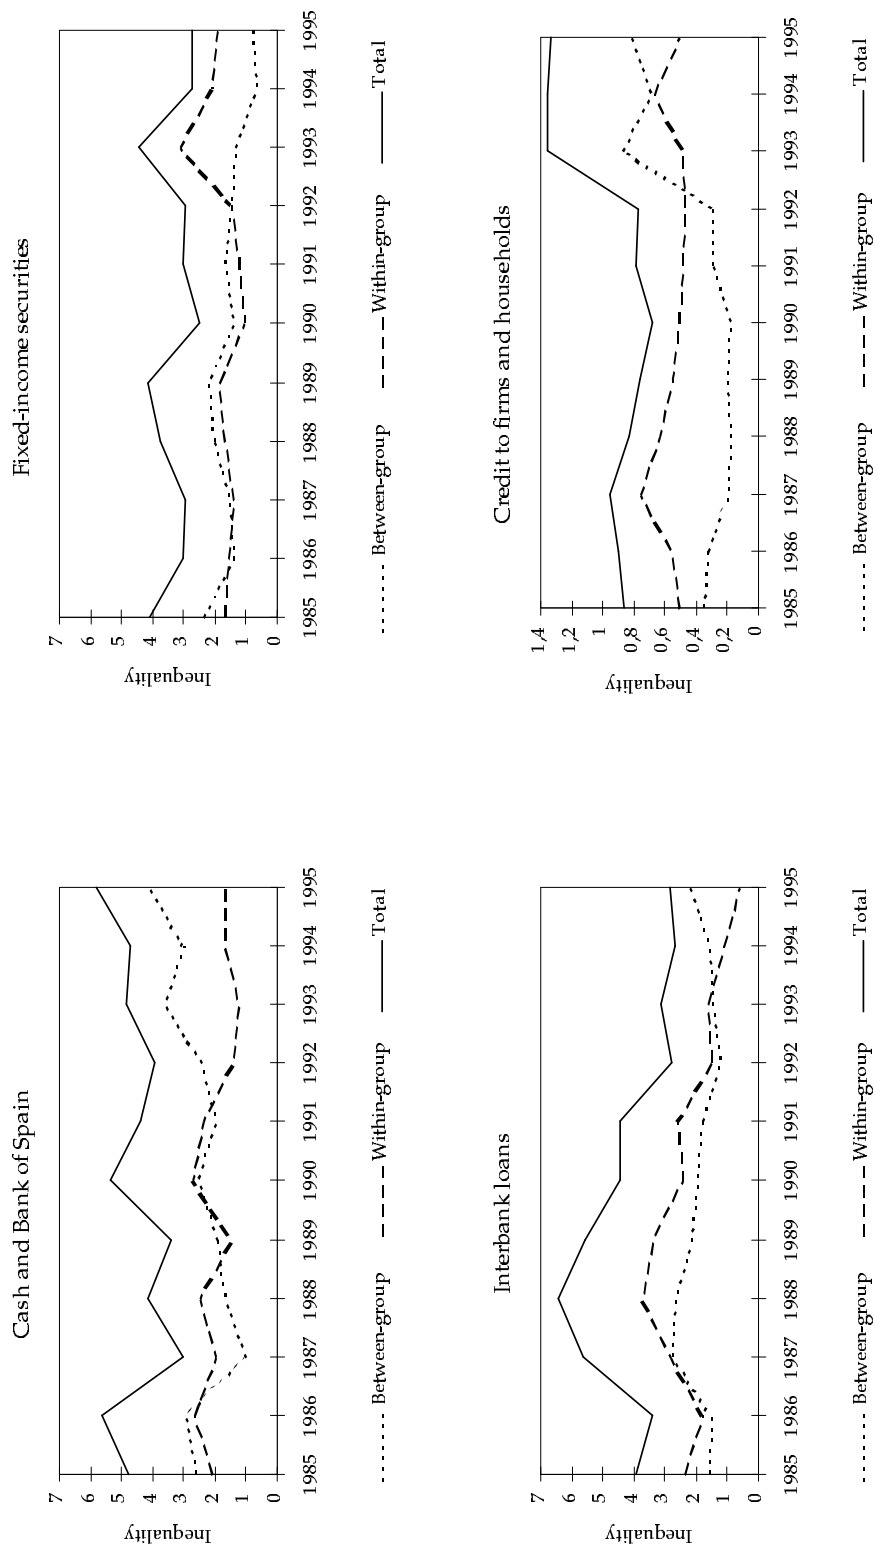 Cash and Bank of Spain
7
6
5
4
3
2
1
0
Inequality
1985 1986 1987 1988 1989 1990 1991 1992 1993 1994 1995
Between-group Within-group Total
Fixed-income securities
7
6
5
4
3
2
1
0
Inequality
1985 1986 1987 1988 1989 1990 1991 1992 1993 1994 1995
Between-group Within-group Total
Interbank loans
7
6
5
4
3
2
1
0
Inequality
1985 1986 1987 1988 1989 1990 1991 1992 1993 1994 1995
Between-group Within-group Total
Credit to firms and households
1,4
1,2
1
0,8
0,6
0,4
0,2
0
Inequality
1985 1986 1987 1988 1989 1990 1991 1992 1993 1994 1995
Between-group Within-group Total